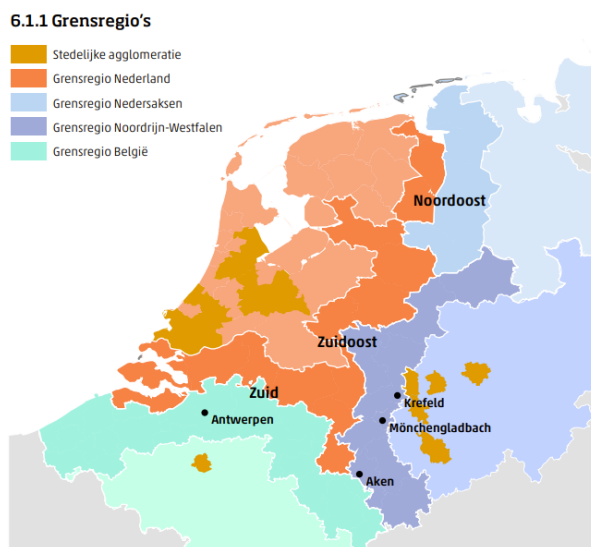 6.1.1 Grensregio's
Stedelijke agglomeratie
Grensregio Nederland
Grensregio Nedersaksen
Grensregio Noordrijn-Westfalen
Grensregio België
Noordoost
Zuidoost
Zuid
Krefeld
Antwerpen
Mönchengladbach
Aken